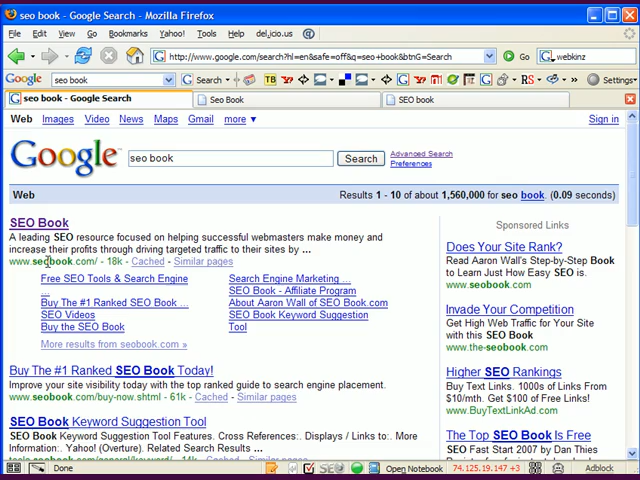 seo book - Google Search - Mozilla Firefox
File Edit View Go Bookmarks Yahoo! Tools Help del.icio.us
http://www.google.com/search?hl=en&safe=off&q=seo+book&btnG=Search Go webkinz
Google seo book Search RS Settings
seo book - Google Search Seo Book SEO book
Web Images Video News Maps Gmail more ▼ Sign in
Google seo book Search Advanced Search
Preferences
Web Results 1 - 10 of about 1,560,000 for seo book. (0.09 seconds)
SEO Book
A leading SEO resource focused on helping successful webmasters make money and
increase their profits through driving targeted traffic to their sites by ...
www.seobook.com/ - 18k - Cached - Similar pages
Free SEO Tools & Search Engine
...
Buy The #1 Ranked SEO Book ...
SEO Videos
Buy the SEO Book
Search Engine Marketing ...
SEO Book - Affiliate Program
About Aaron Wall of SEO Book.com
SEO Book Keyword Suggestion
Tool
More results from seobook.com »
Buy The #1 Ranked SEO Book Today!
Improve your site visibility today with the top ranked guide to search engine placement.
www.seobook.com/buy-now.shtml - 61k - Cached - Similar pages
SEO Book Keyword Suggestion Tool
SEO Book Keyword Suggestion Tool Features. Cross References:. Displays / Links to:. More
Information. Yahoo! (Overture). Related Search Results ...
tools.seobook.com/general/keyword/ - 14k - Cached - Similar pages
Sponsored Links
Does Your Site Rank?
Read Aaron Wall's Step-by-Step Book
to Learn Just How Easy SEO is.
www.seobook.com
Invade Your Competition
Get High Web Traffic for Your Site
with this SEO Book.
www.the-seobook.com
Higher SEO Rankings
Buy Text Links. 1000s of Links From
$10/mth. Get $100 of Free Links.
www.BuyTextLinkAd.com
The Top SEO Book Is Free
SEO Fast Start 2007 by Dan Thies
Done SEO Open Notebook 74.125.19.147 +3 Adblock